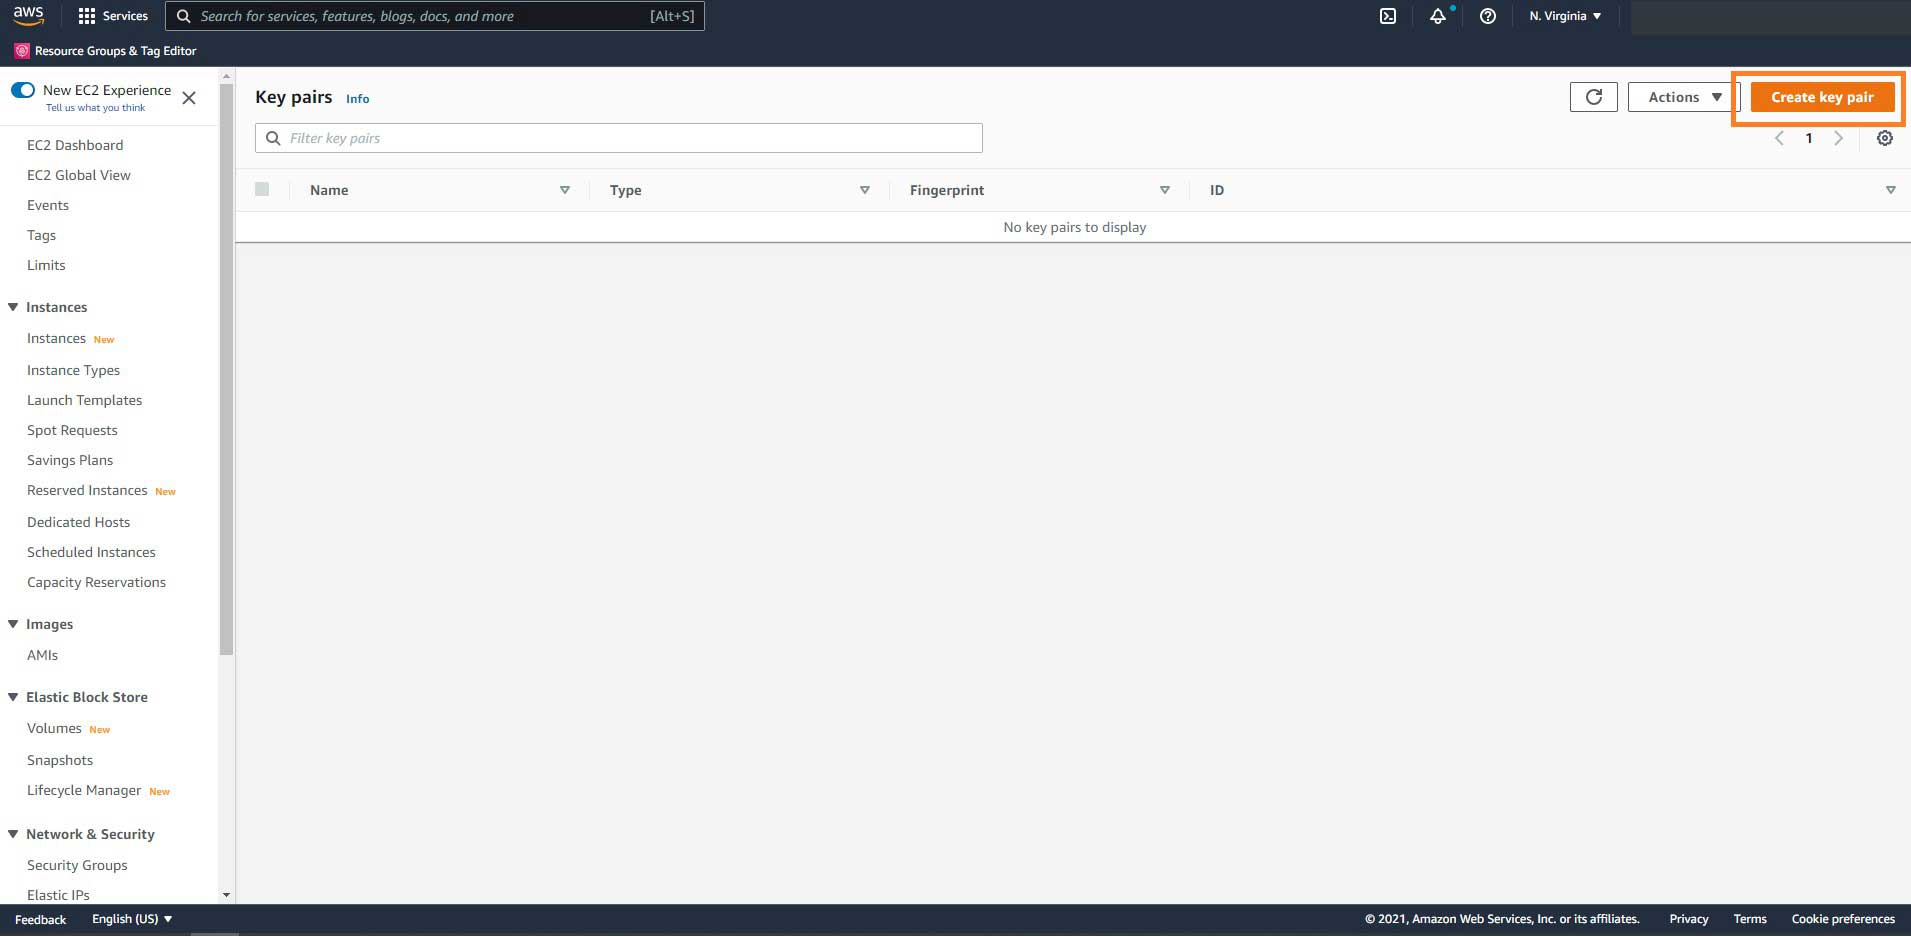 aws Services Search for services, features, blogs, docs, and more [Alt+S] N. Virginia
Resource Groups & Tag Editor
New EC2 Experience
Tell us what you think
EC2 Dashboard
EC2 Global View
Events
Tags
Limits
Instances
Instances New
Instance Types
Launch Templates
Spot Requests
Savings Plans
Reserved Instances New
Dedicated Hosts
Scheduled Instances
Capacity Reservations
Images
AMIs
Elastic Block Store
Volumes New
Snapshots
Lifecycle Manager New
Network & Security
Security Groups
Elastic IPs
Key pairs Info Actions Create key pair
Filter key pairs 1
Name Type Fingerprint ID
No key pairs to display
Feedback English (US) © 2021, Amazon Web Services, Inc. or its affiliates. Privacy Terms Cookie preferences